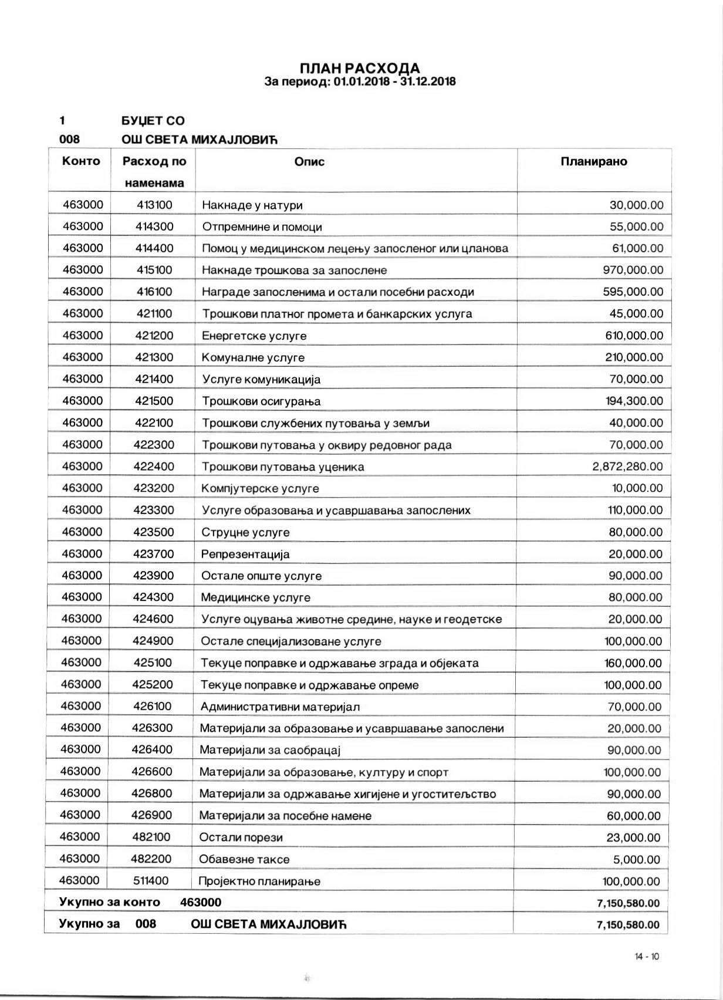 ПЛАН РАСХОДА
За период: 01.01.2018 - 31.12.2018
1 БУЏЕТ СО
008 ОШ СВЕТА МИХАЈЛОВИЋ
Конто Расход по наменама Опис Планирано
463000 413100 Накнаде у натури 30,000.00
463000 414300 Отпремнине и помоци 55,000.00
463000 414400 Помоц у медицинском лецењу запосленог или цланова 61,000.00
463000 415100 Накнаде трошкова за запослене 970,000.00
463000 416100 Награде запосленима и остали посебни расходи 595,000.00
463000 421100 Трошкови платног промета и банкарских услуга 45,000.00
463000 421200 Енергетске услуге 610,000.00
463000 421300 Комуналне услуге 210,000.00
463000 421400 Услуге комуникација 70,000.00
463000 421500 Трошкови осигурања 194,300.00
463000 422100 Трошкови службених путовања у земљи 40,000.00
463000 422300 Трошкови путовања у оквиру редовног рада 70,000.00
463000 422400 Трошкови путовања уценика 2,872,280.00
463000 423200 Компјутерске услуге 10,000.00
463000 423300 Услуге образовања и усавршавања запослених 110,000.00
463000 423500 Струцне услуге 80,000.00
463000 423700 Репрезентација 20,000.00
463000 423900 Остале опште услуге 90,000.00
463000 424300 Медицинске услуге 80,000.00
463000 424600 Услуге оцувања животне средине, науке и геодетске 20,000.00
463000 424900 Остале специјализоване услуге 100,000.00
463000 425100 Текуце поправке и одржавање зграда и објеката 160,000.00
463000 425200 Текуце поправке и одржавање опреме 100,000.00
463000 426100 Административни материјал 70,000.00
463000 426300 Материјали за образовање и усавршавање запослени 20,000.00
463000 426400 Материјали за саобрацај 90,000.00
463000 426600 Материјали за образовање, културу и спорт 100,000.00
463000 426800 Материјали за одржавање хигијене и угоститељство 90,000.00
463000 426900 Материјали за посебне намене 60,000.00
463000 482100 Остали порези 23,000.00
463000 482200 Обавезне таксе 5,000.00
463000 511400 Пројектно планирање 100,000.00
Укупно за конто 463000 7,150,580.00
Укупно за 008 ОШ СВЕТА МИХАЈЛОВИЋ 7,150,580.00
14 - 10